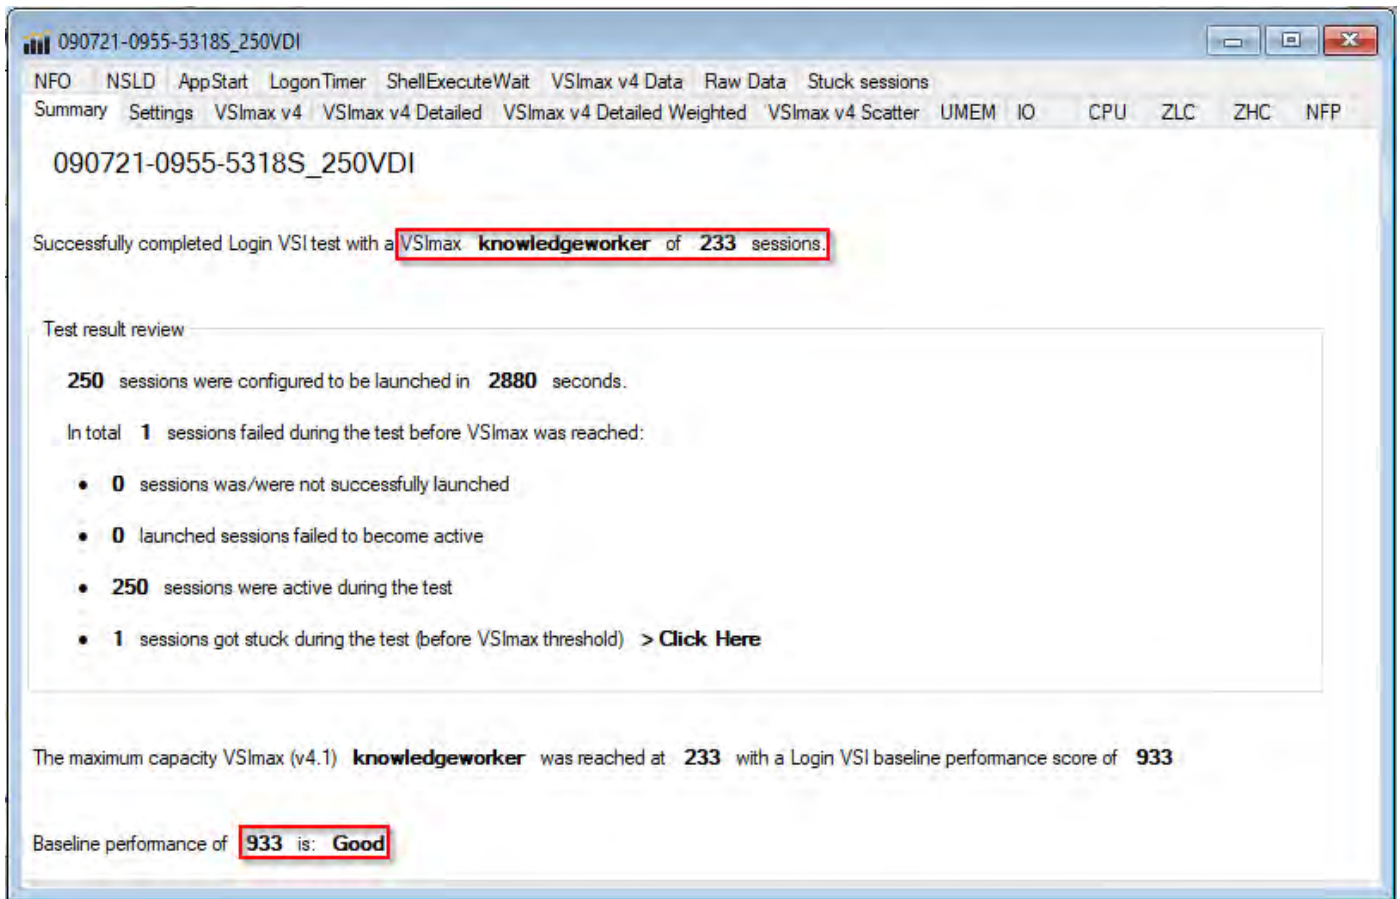 090721-0955-5318S_250VDI
NFO NSLD AppStart LogonTimer ShellExecuteWait VSImax v4 Data Raw Data Stuck sessions
Summary Settings VSImax v4 VSImax v4 Detailed VSImax v4 Detailed Weighted VSImax v4 Scatter UMEM IO CPU ZLC ZHC NFP
090721-0955-5318S_250VDI
Successfully completed Login VSI test with a VSImax knowledgeworker of 233 sessions.
Test result review
250 sessions were configured to be launched in 2880 seconds.
In total 1 sessions failed during the test before VSImax was reached:
• 0 sessions was/were not successfully launched
• 0 launched sessions failed to become active
• 250 sessions were active during the test
• 1 sessions got stuck during the test (before VSImax threshold) > Click Here
The maximum capacity VSImax (v4.1) knowledgeworker was reached at 233 with a Login VSI baseline performance score of 933
Baseline performance of 933 is: Good